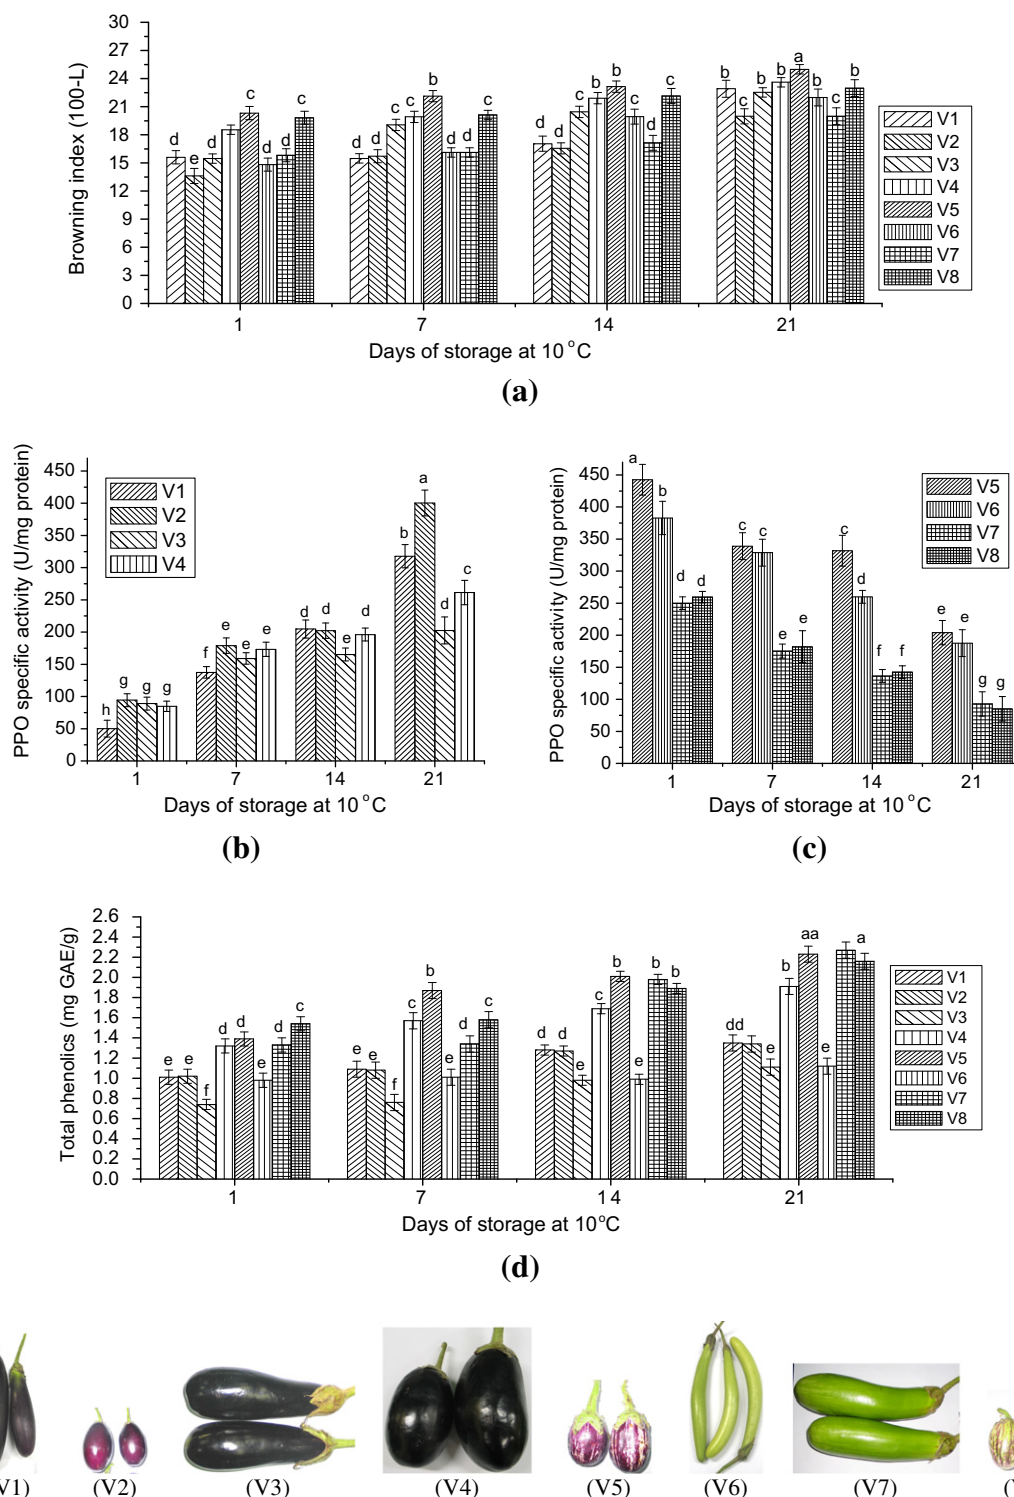 30
27
24
21
18
15
12
9
6
3
0
Browning index (100-L)
d e d c d d c
d d c c b d d c
d d c b b c d c
b c b b a b c b
V1
V2
V3
V4
V5
V6
V7
V8
1 7 14 21
Days of storage at 10 °C
(a)
450
400
350
300
250
200
150
100
50
0
PPO specific activity (U/mg protein)
V1
V2
V3
V4
h g g g
f e e e
d d e d
b a d c
1 7 14 21
Days of storage at 10 °C
(b)
450
400
350
300
250
200
150
100
50
0
PPO specific activity (U/mg protein)
V5
V6
V7
V8
a b d d
c c e e
c d f f
e e g g
1 7 14 21
Days of storage at 10 °C
(c)
2.6
2.4
2.2
2.0
1.8
1.6
1.4
1.2
1.0
0.8
0.6
0.4
0.2
0.0
Total phenolics (mg GAE/g)
e e f d d e d c
e e f c b e d c
d d e c b e b b
dd e b aa e a
V1
V2
V3
V4
V5
V6
V7
V8
1 7 14 21
Days of storage at 10°C
(d)
V1) (V2) (V3) (V4) (V5) (V6) (V7) (V